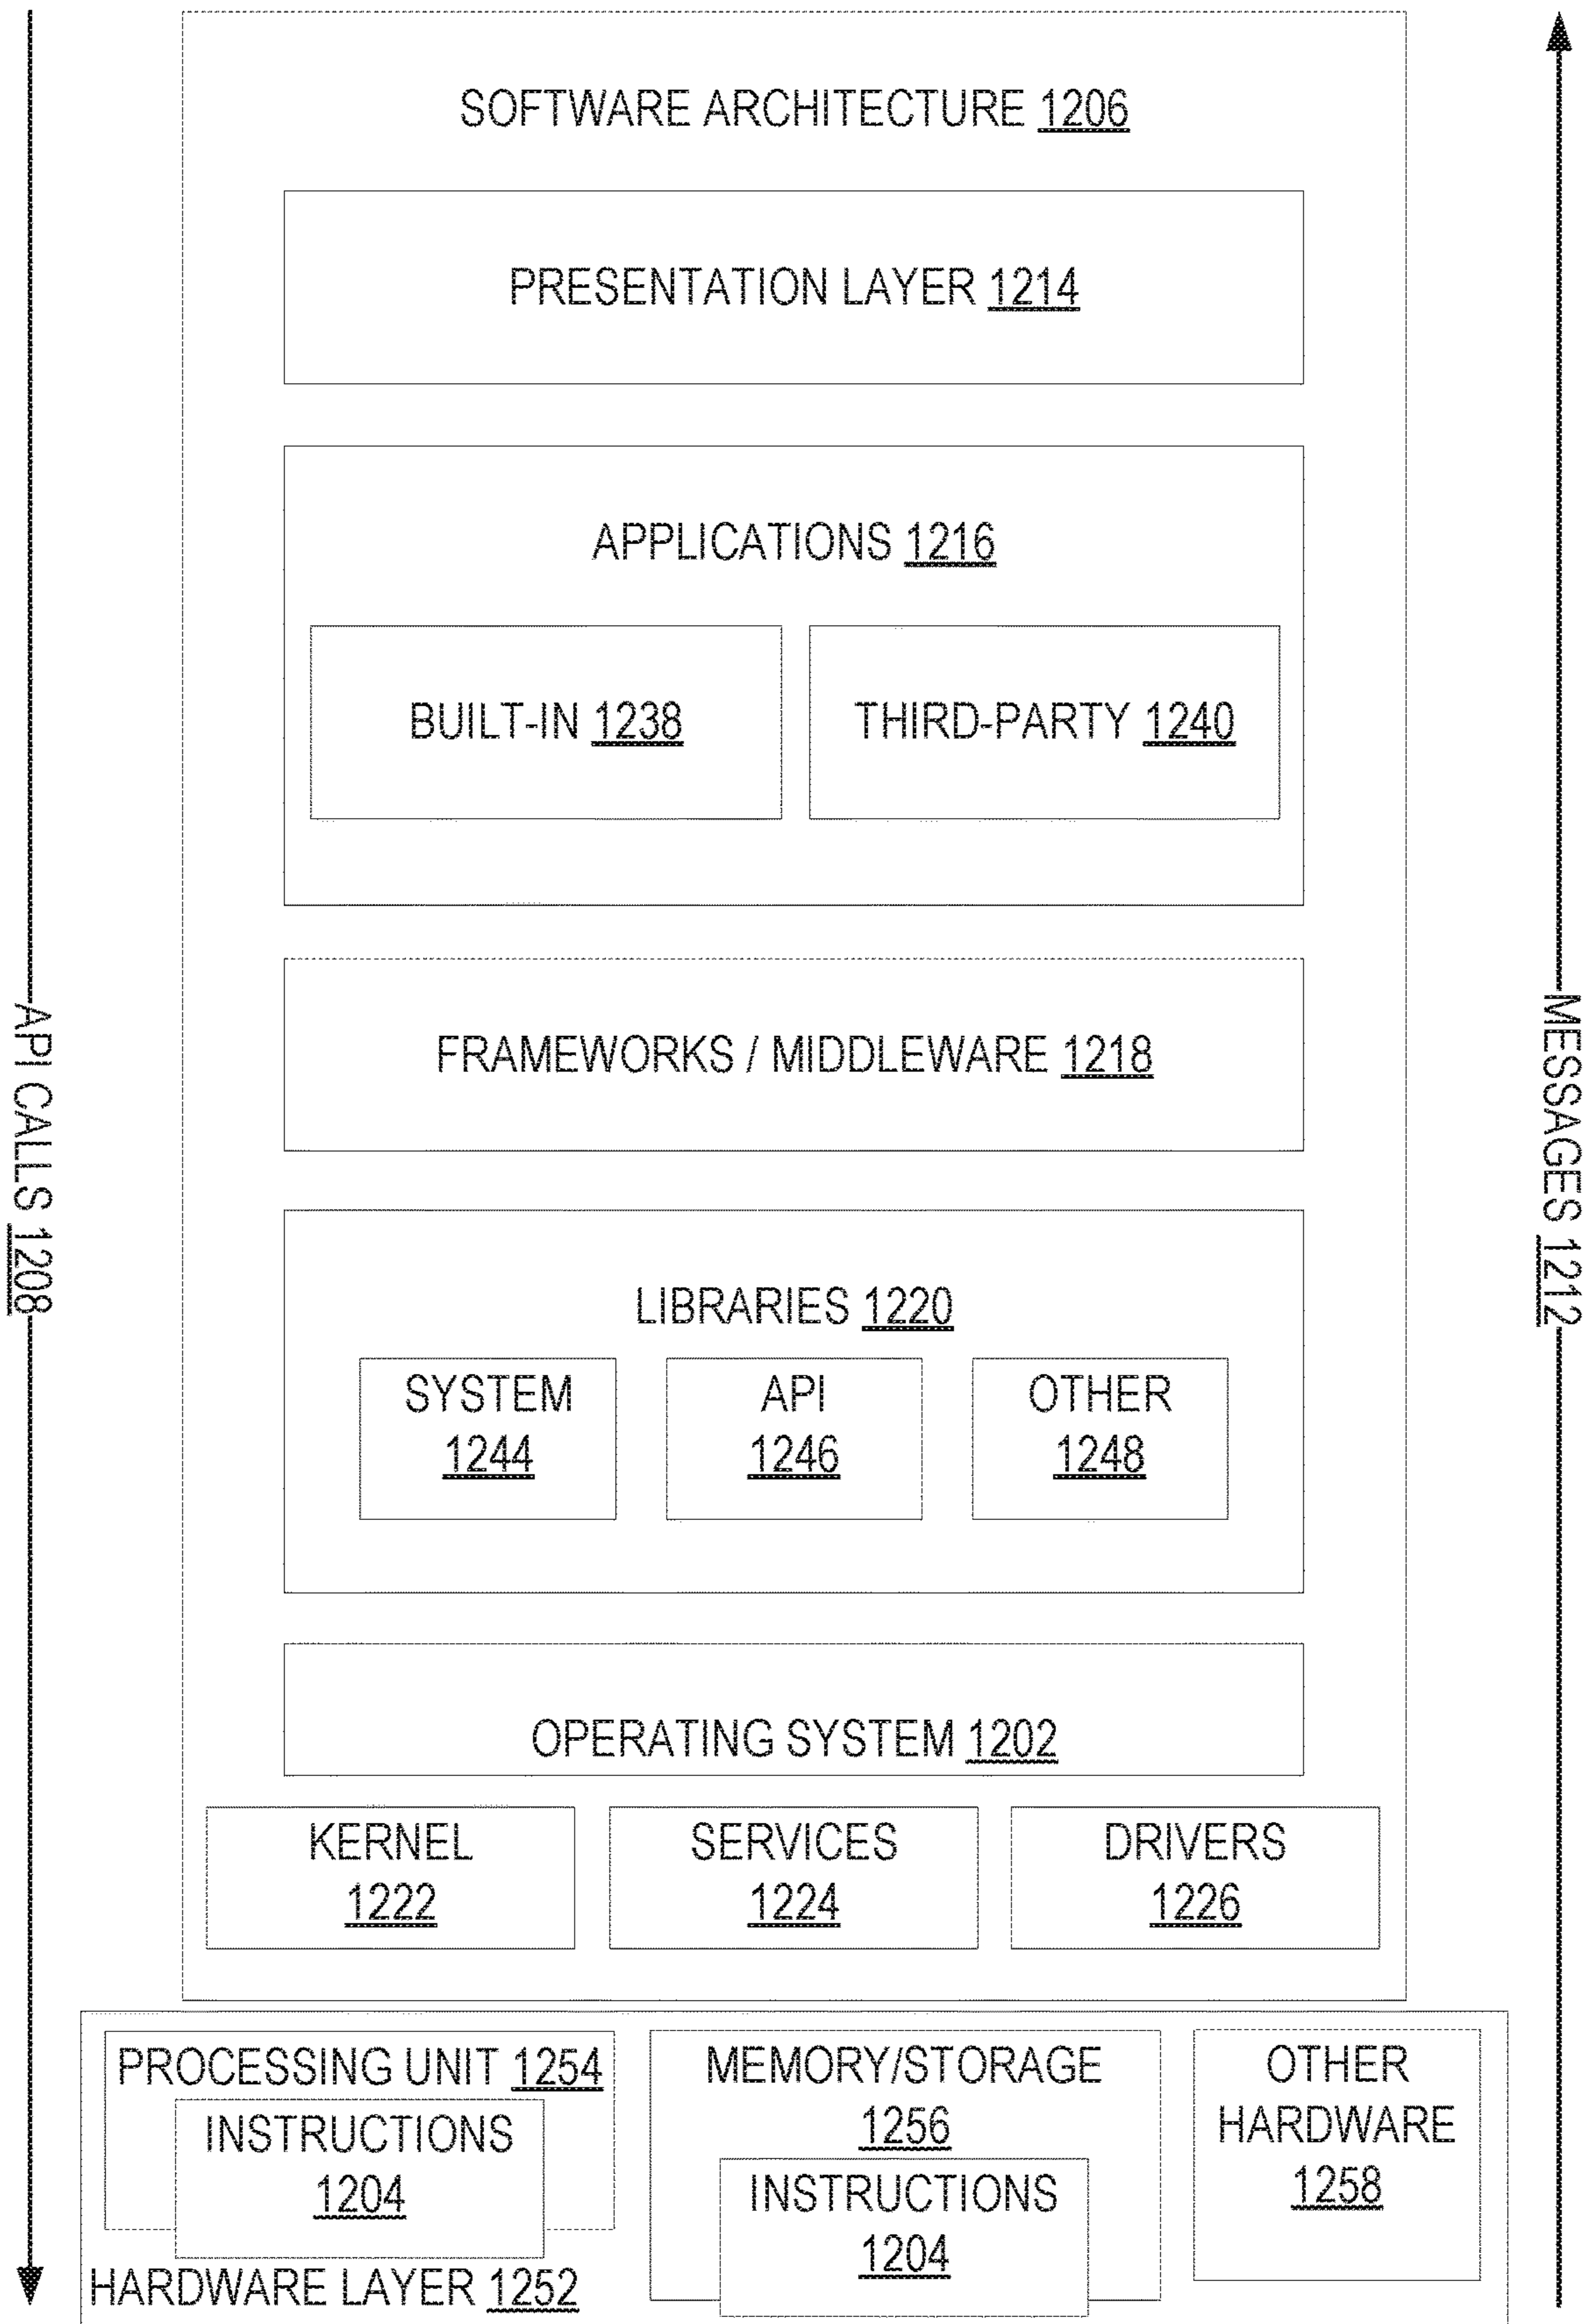 SOFTWARE ARCHITECTURE 1206
PRESENTATION LAYER 1214
APPLICATIONS 1216
BUILT-IN 1238
THIRD-PARTY 1240
FRAMEWORKS / MIDDLEWARE 1218
API CALLS 1208
MESSAGES 1212
LIBRARIES 1220
SYSTEM
1244
API
1246
OTHER
1248
OPERATING SYSTEM 1202
KERNEL
1222
SERVICES
1224
DRIVERS
1226
PROCESSING UNIT 1254
INSTRUCTIONS
1204
MEMORY/STORAGE
1256
INSTRUCTIONS
1204
OTHER
HARDWARE
1258
HARDWARE LAYER 1252